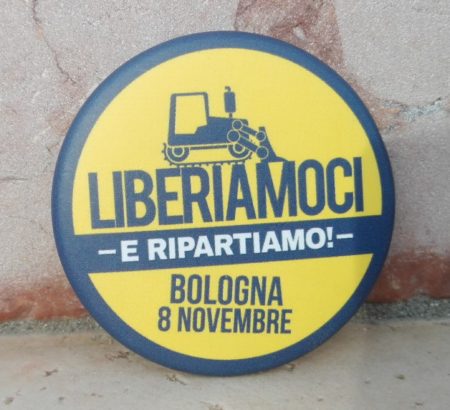 LIBERIAMOCI
–E RIPARTIAMO!–
BOLOGNA
8 NOVEMBRE